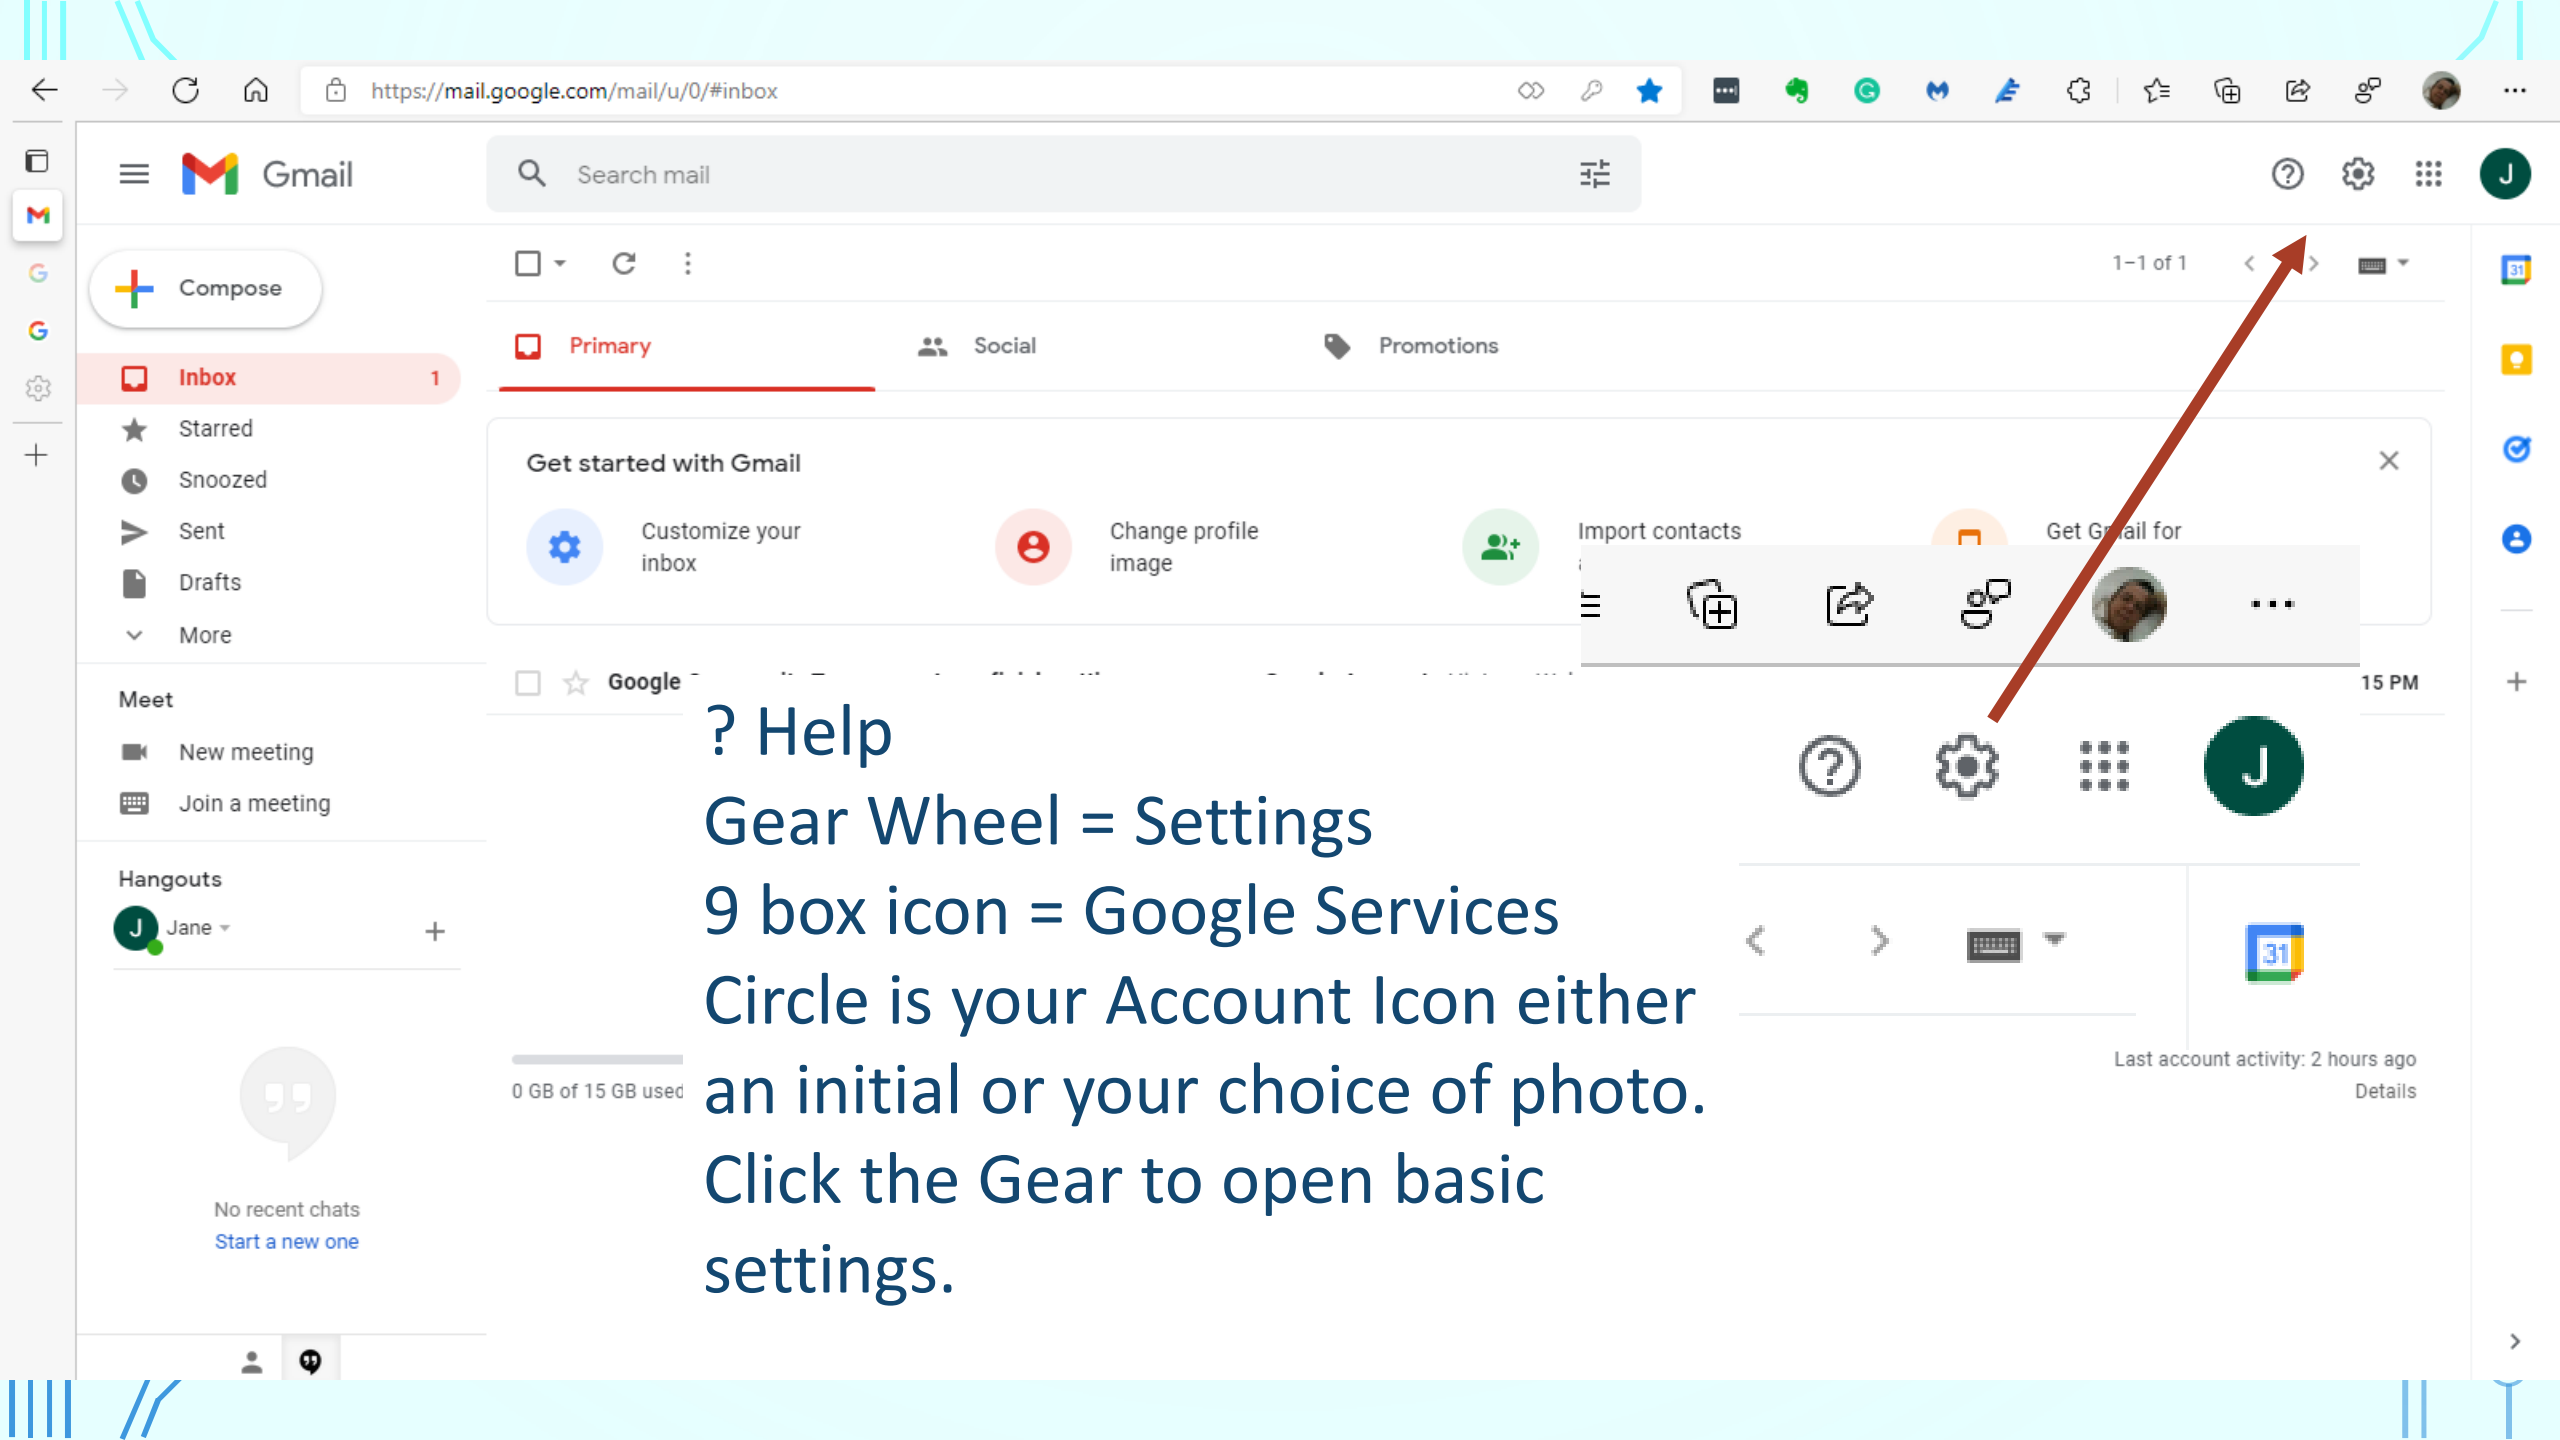 https://mail.google.com/mail/u/0/#inbox
Gmail
Search mail
J
Compose
1–1 of 1
31
Primary
Social
Promotions
Inbox 1
Starred
Snoozed
Sent
Drafts
More
Get started with Gmail
Customize your
inbox
Change profile
image
Import contacts
Get Gmail for
Google
15 PM
Meet
New meeting
Join a meeting
Hangouts
J Jane
No recent chats
Start a new one
? Help
Gear Wheel = Settings
9 box icon = Google Services
Circle is your Account Icon either
an initial or your choice of photo.
Click the Gear to open basic
settings.
J
31
0 GB of 15 GB used
Last account activity: 2 hours ago
Details